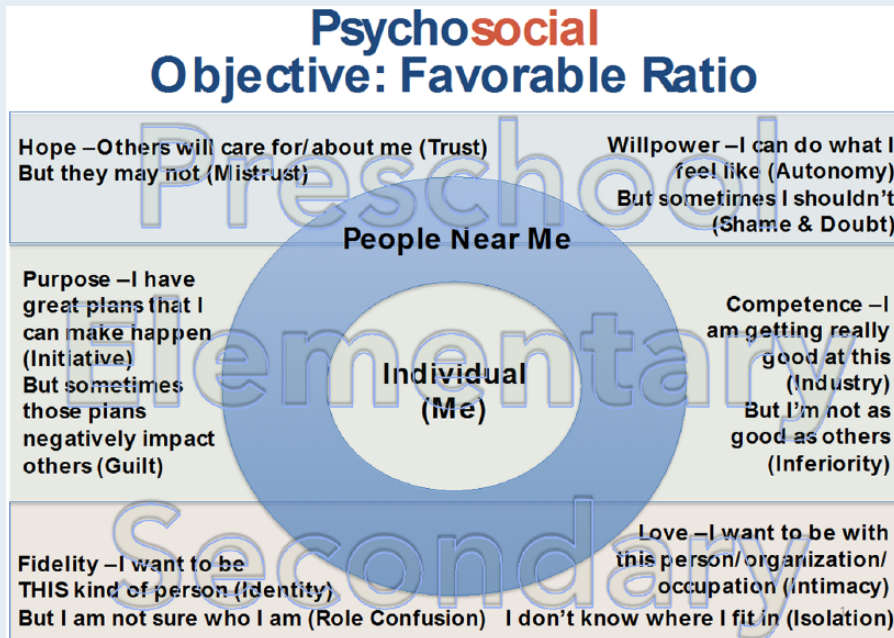 Psychosocial
Objective: Favorable Ratio
Preschool
Hope –Others will care for/about me (Trust)
But they may not (Mistrust)
Willpower –I can do what I
feel like (Autonomy)
But sometimes I shouldn't
(Shame & Doubt)
People Near Me
Elementary
Purpose –I have
great plans that I
can make happen
(Initiative)
But sometimes
those plans
negatively impact
others (Guilt)
Individual
(Me)
Competence –I
am getting really
good at this
(Industry)
But I'm not as
good as others
(Inferiority)
Secondary
Fidelity –I want to be
THIS kind of person (Identity)
But I am not sure who I am (Role Confusion)
Love –I want to be with
this person/organization/
occupation (Intimacy)
I don't know where I fit in (Isolation)